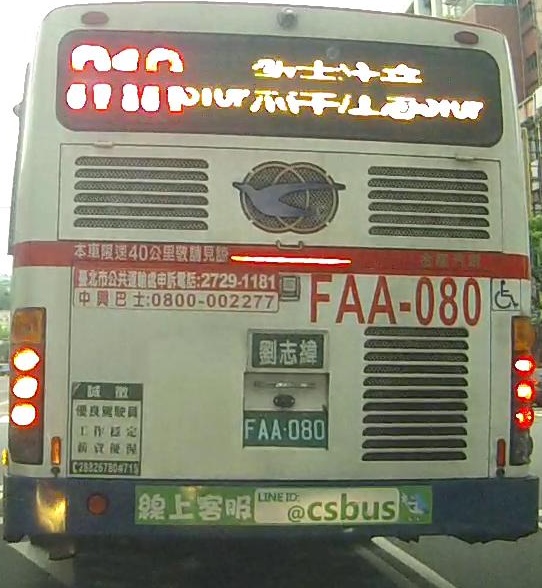 本車限速40公里敬請見諒
臺北市公共運輸處申訴電話:2729-1181
中興巴士:0800-002277
FAA-080
劉志緯
FAA·080
誠徵
優良駕駛員
工作穩定
薪資優渥
28826780#715
線上客服 LINE ID: @csbus